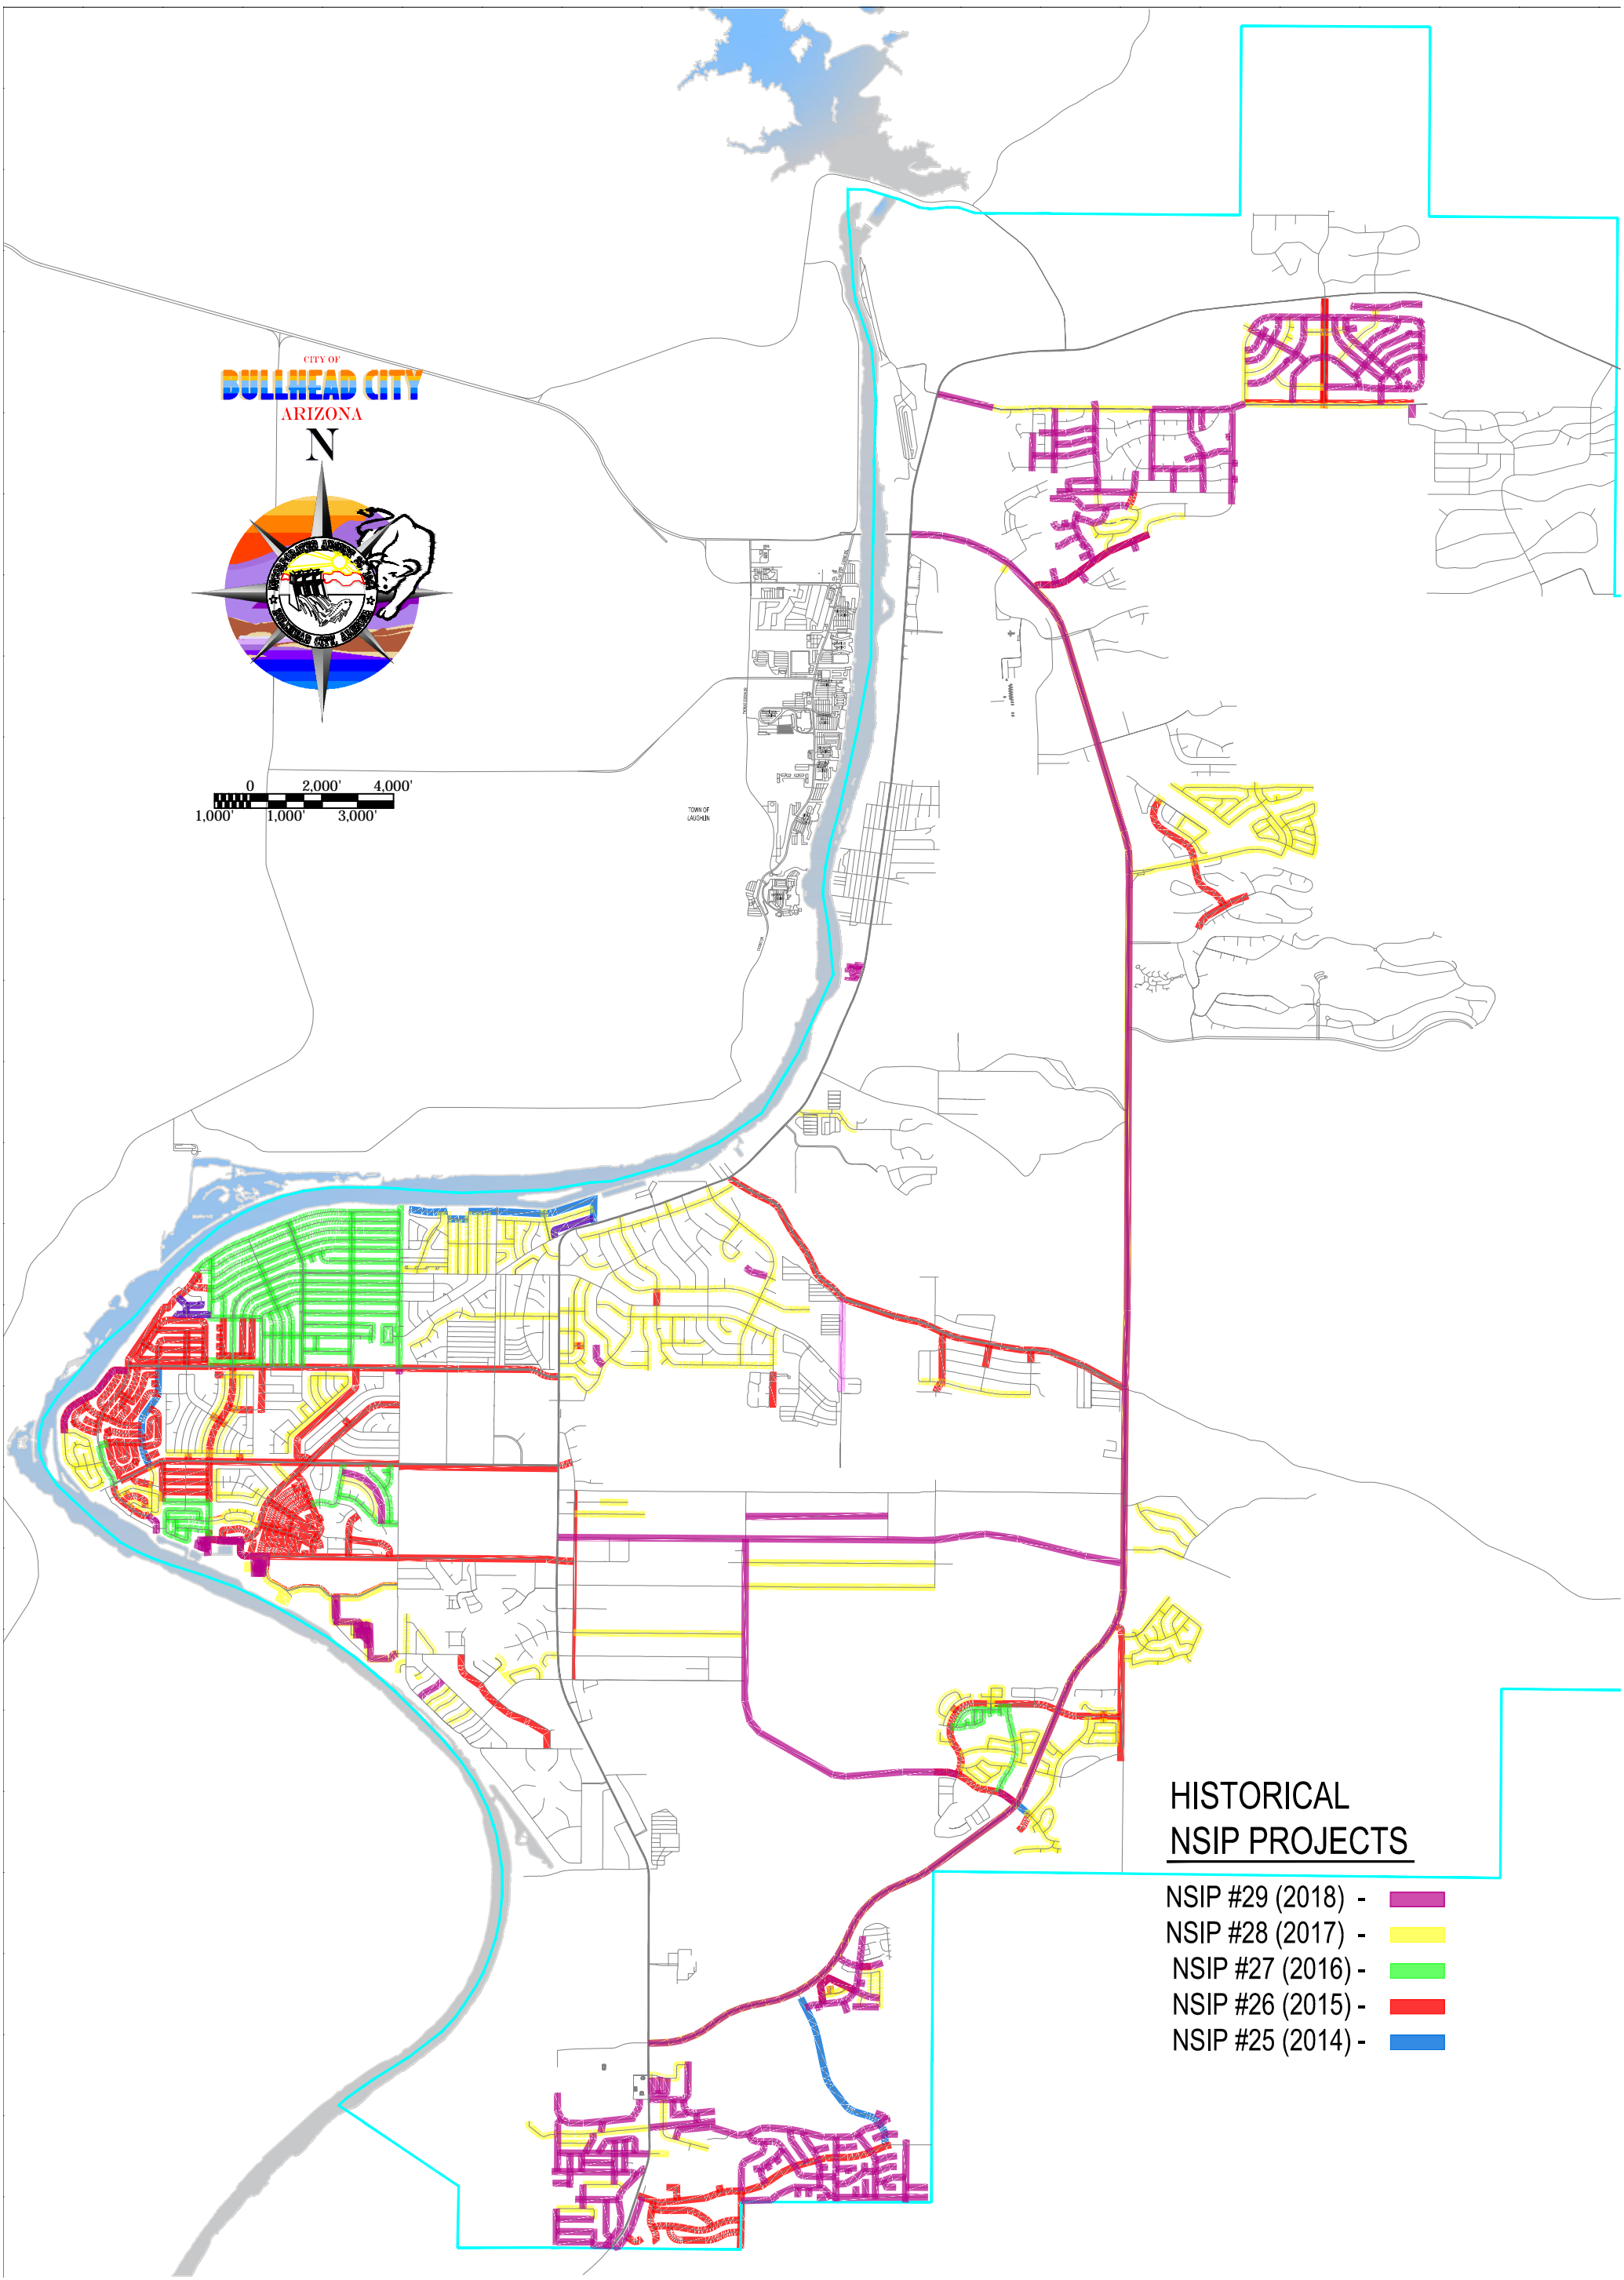 CITY OF
BULLHEAD CITY
ARIZONA
N
0 2,000' 4,000'
1,000' 1,000' 3,000'
TOWN OF
LAUGHLIN
HISTORICAL
NSIP PROJECTS
NSIP #29 (2018) -
NSIP #28 (2017) -
NSIP #27 (2016) -
NSIP #26 (2015) -
NSIP #25 (2014) -